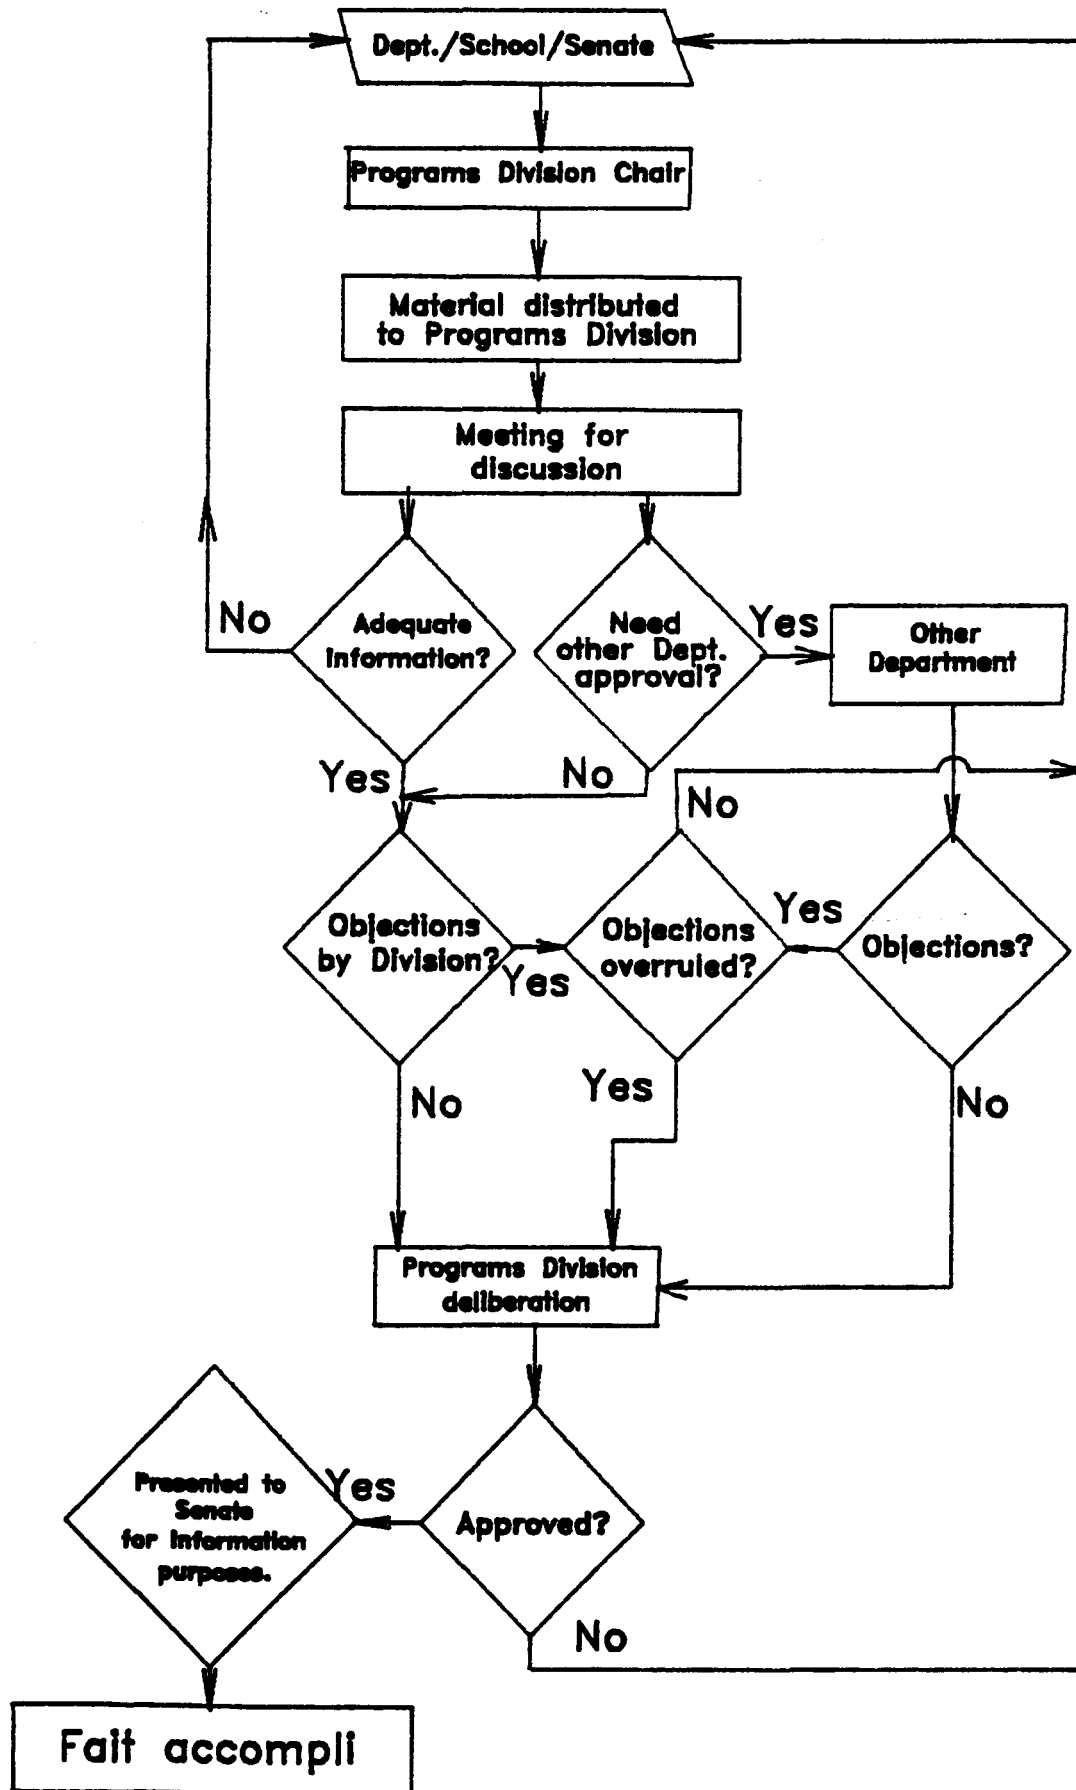 Dept./School/Senate
Programs Division Chair
Material distributed
to Programs Division
Meeting for
discussion
No
Adequate
Information?
Need
other Dept.
approval?
Yes
Other
Department
Yes
No
No
Objections
by Division?
Yes
Objections
overruled?
Yes
Objections?
No
Yes
No
Programs Division
deliberation
Presented to
Senate
for Information
purposes.
Yes
Approved?
No
Fait accompli